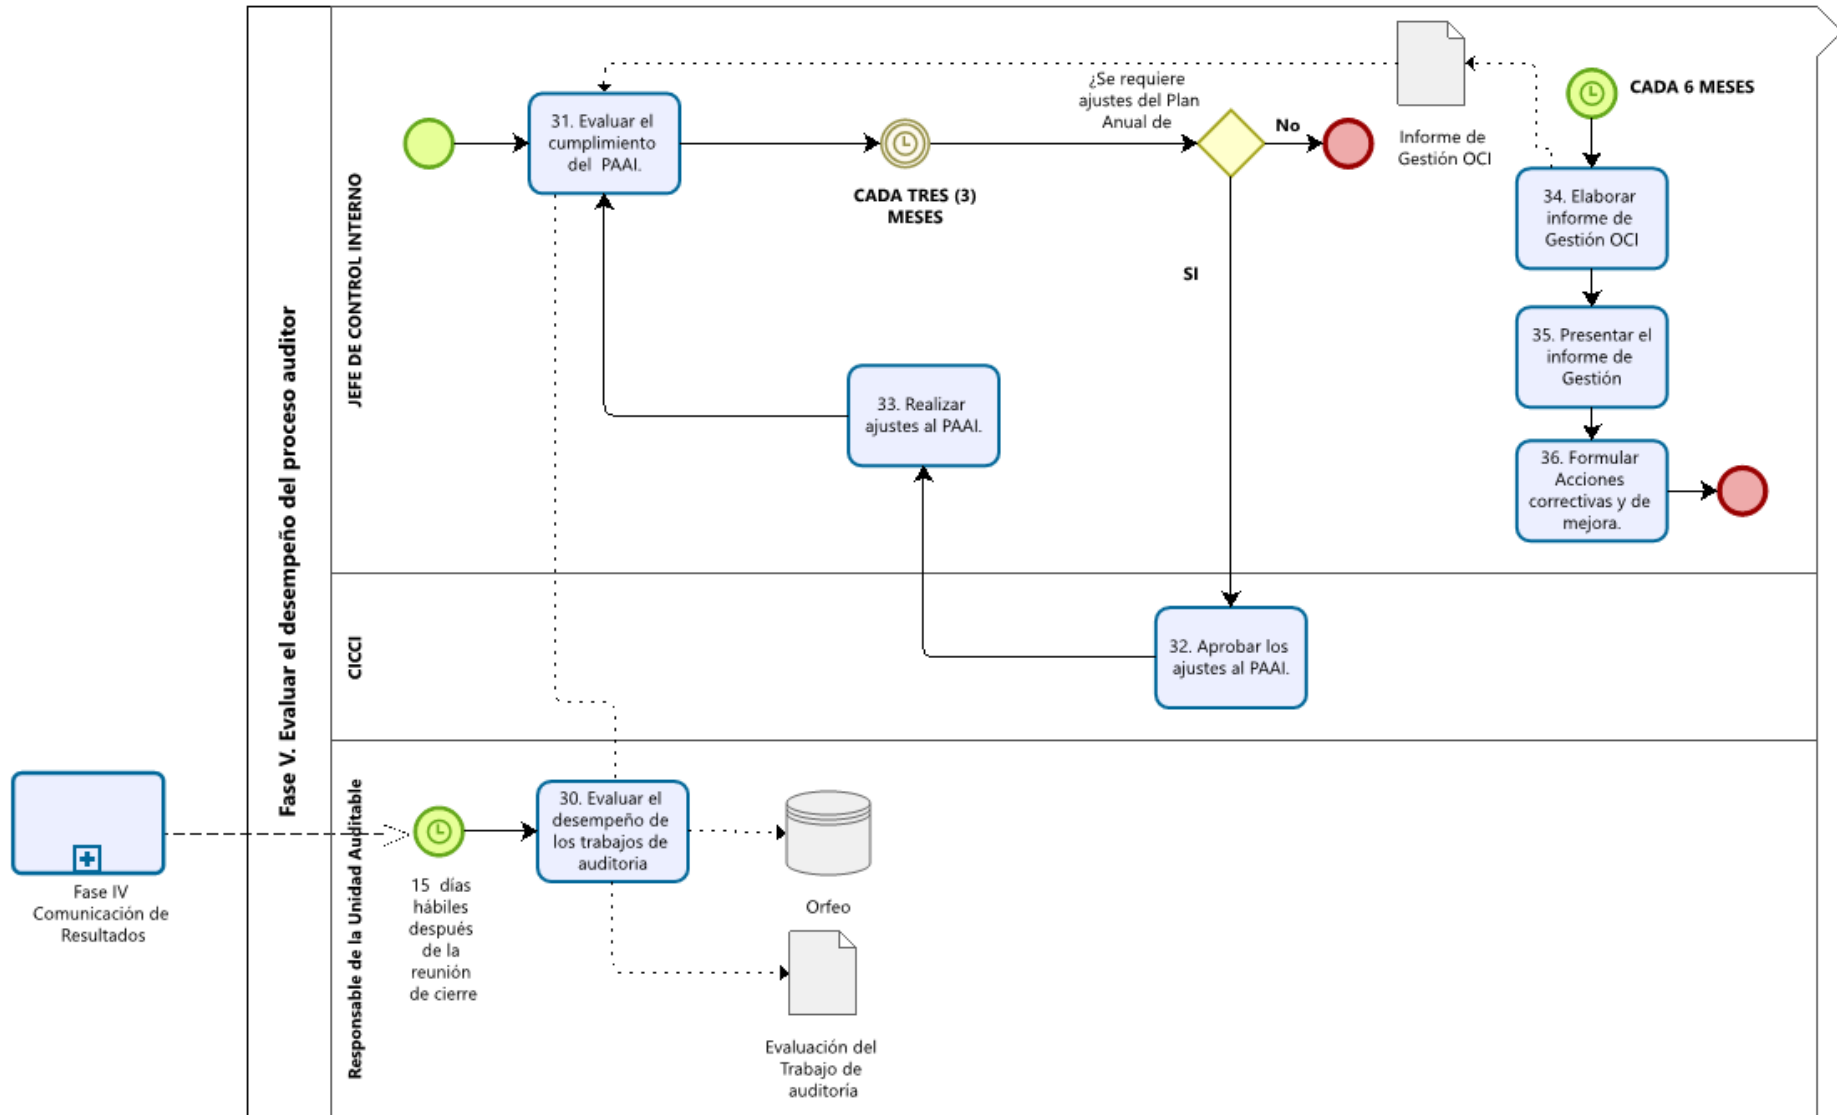 Fase V. Evaluar el desempeño del proceso auditor
JEFE DE CONTROL INTERNO
31. Evaluar el
cumplimiento
del PAAI.
CADA TRES (3)
MESES
¿Se requiere
ajustes del Plan
Anual de
No
SI
Informe de
Gestión OCI
CADA 6 MESES
34. Elaborar
informe de
Gestión OCI
35. Presentar el
informe de
Gestión
36. Formular
Acciones
correctivas y de
mejora.
33. Realizar
ajustes al PAAI.
CICCI
32. Aprobar los
ajustes al PAAI.
Responsable de la Unidad Auditable
Fase IV
Comunicación de
Resultados
15 días
hábiles
después
de la
reunión
de cierre
30. Evaluar el
desempeño de
los trabajos de
auditoria
Orfeo
Evaluación del
Trabajo de
auditoría